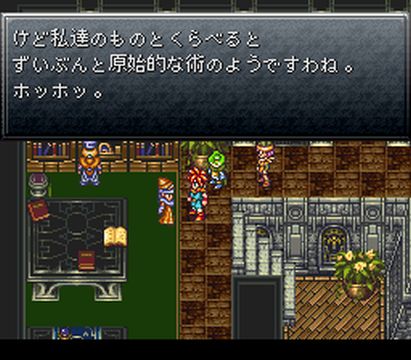 けど私達のものとくらべると
ずいぶんと原始的な術のようですわね。
ホッホッ。